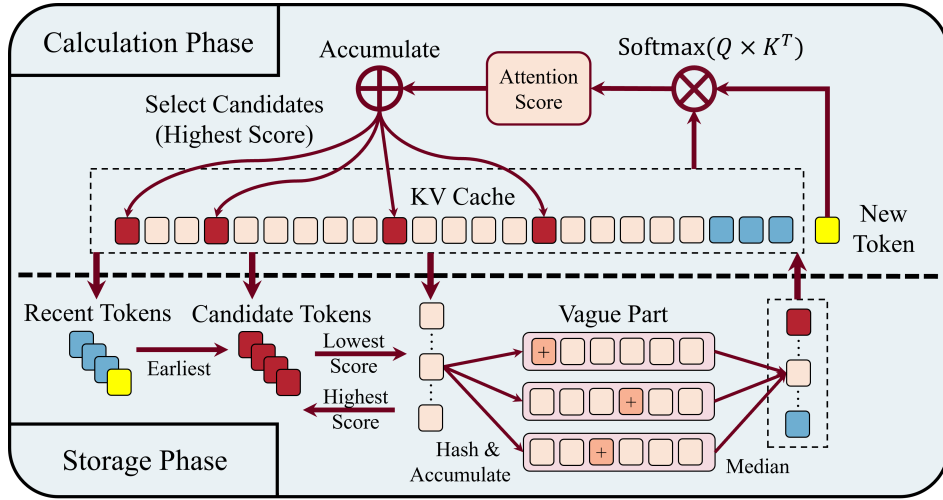 Calculation Phase
Accumulate
Softmax(Q × K^T)
Attention
Score
Select Candidates
(Highest Score)
KV Cache
New
Token
Recent Tokens
Candidate Tokens
Vague Part
Earliest
Lowest
Score
Highest
Score
+
+
+
Hash &
Accumulate
Median
Storage Phase